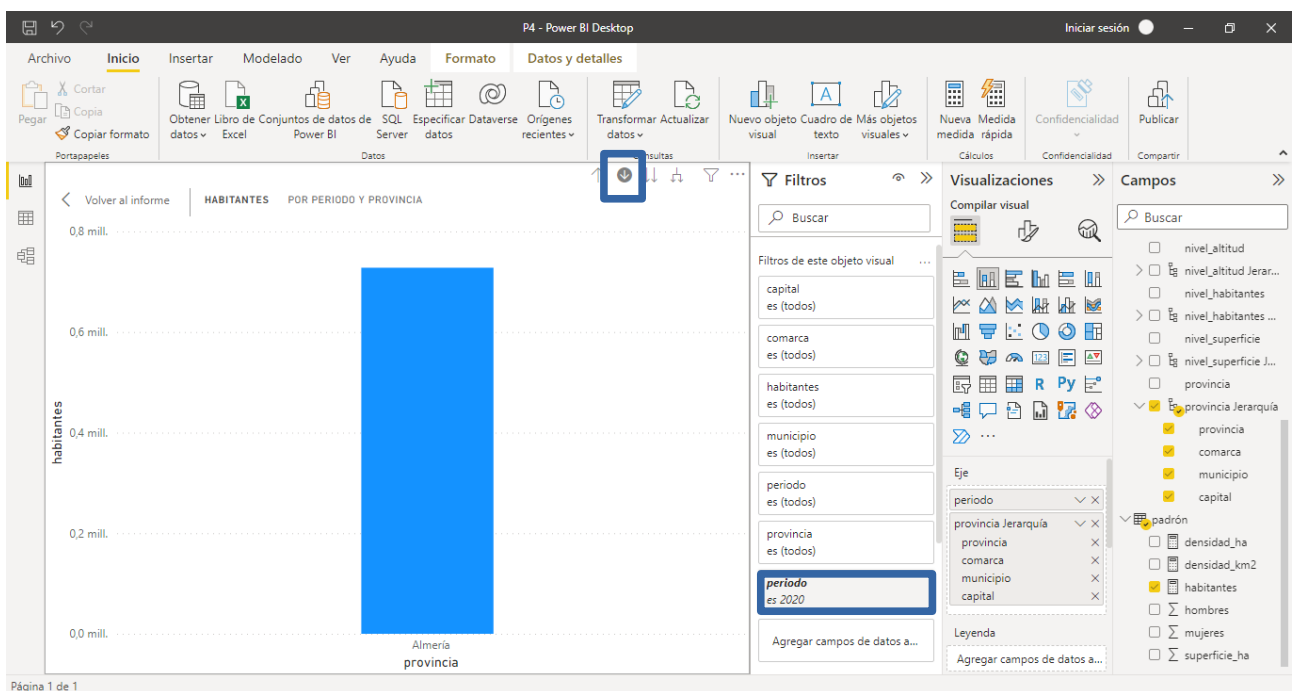 P4 - Power BI Desktop
Iniciar sesión
Archivo Inicio Insertar Modelado Ver Ayuda Formato Datos y detalles
Pegar
Cortar
Copia
Copiar formato
Portapapeles
Obtener datos
Libro de Excel
Conjuntos de datos de Power BI
SQL Server
Especificar datos
Dataverse
Orígenes recientes
Datos
Transformar datos
Actualizar
Nuevo objeto visual
Cuadro de texto
Más objetos visuales
Insertar
Nueva medida
Medida rápida
Cálculos
Confidencialidad
Confidencialidad
Publicar
Compartir
Volver al informe
HABITANTES POR PERIODO Y PROVINCIA
0,8 mill.
0,6 mill.
0,4 mill.
0,2 mill.
0,0 mill.
habitantes
Almería
provincia
Filtros
Buscar
Filtros de este objeto visual
capital
es (todos)
comarca
es (todos)
habitantes
es (todos)
municipio
es (todos)
periodo
es (todos)
provincia
es (todos)
periodo
es 2020
Agregar campos de datos a...
Visualizaciones
Compilar visual
123
R
Py
Eje
periodo
provincia Jerarquía
provincia
comarca
municipio
capital
Leyenda
Agregar campos de datos a...
Campos
Buscar
nivel_altitud
nivel_altitud Jerar...
nivel_habitantes
nivel_habitantes ...
nivel_superficie
nivel_superficie J...
provincia
provincia Jerarquía
provincia
comarca
municipio
capital
padrón
densidad_ha
densidad_km2
habitantes
hombres
mujeres
superficie_ha
Página 1 de 1